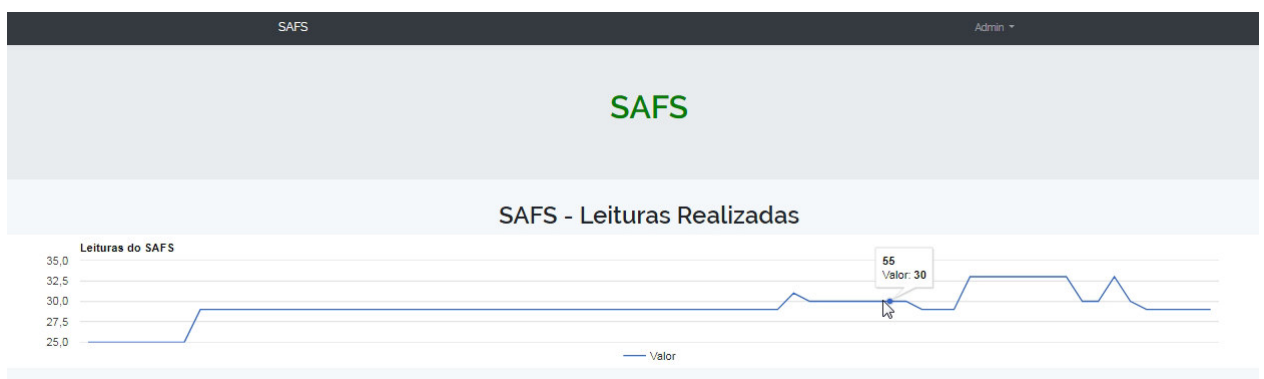 SAFS
Admin
SAFS
SAFS - Leituras Realizadas
Leituras do SAFS
35,0
32,5
30,0
27,5
25,0
55
Valor: 30
Valor